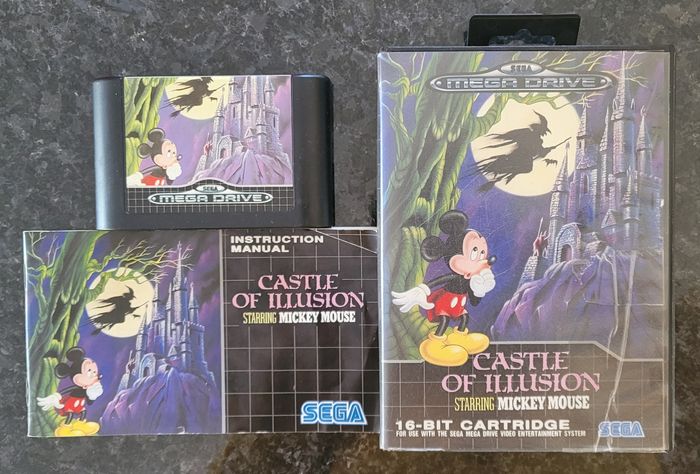 SEGA
MEGA DRIVE
INSTRUCTION
MANUAL
CASTLE
OF ILLUSION
STARRING MICKEY MOUSE
SEGA
SEGA
MEGA DRIVE
CASTLE
OF ILLUSION
STARRING MICKEY MOUSE
16-BIT CARTRIDGE
FOR USE WITH THE SEGA MEGA DRIVE VIDEO ENTERTAINMENT SYSTEM
SEGA